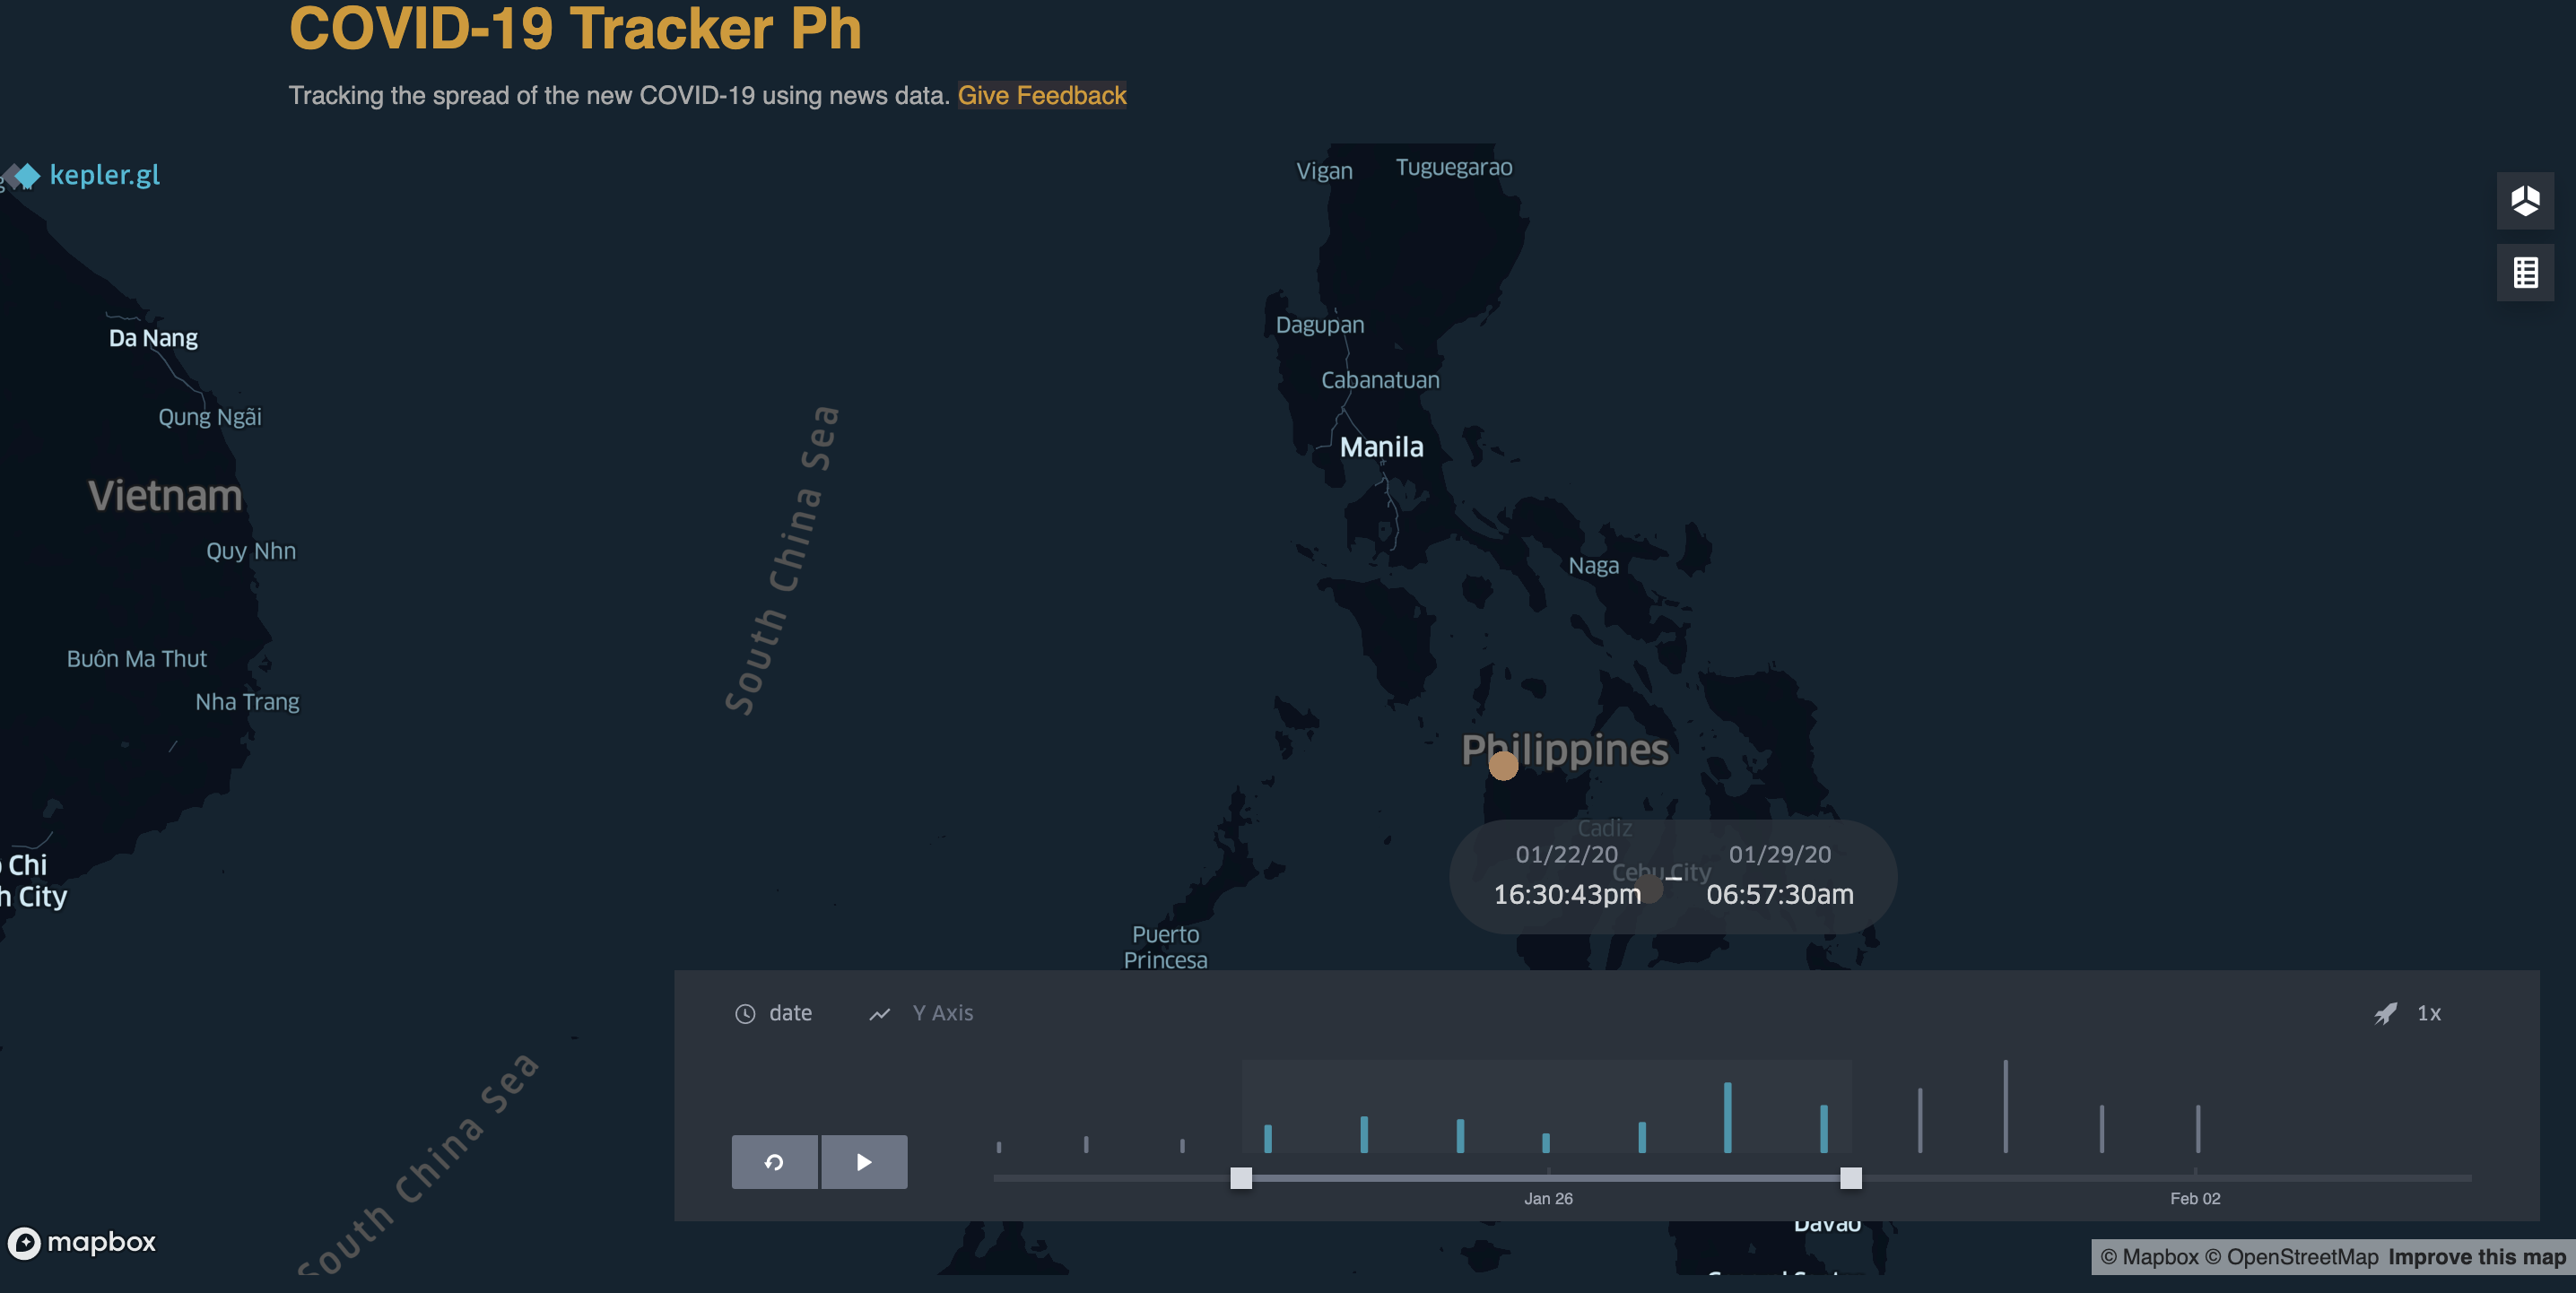 COVID-19 Tracker Ph
Tracking the spread of the new COVID-19 using news data. Give Feedback
kepler.gl
Vigan
Tuguegarao
Da Nang
Dagupan
Qung Ngãi
Cabanatuan
Manila
South China Sea
Vietnam
Quy Nhn
Naga
Buôn Ma Thut
Nha Trang
Philippines
Cadiz
Chi
City
Cebu City
01/22/20
16:30:43pm
–
01/29/20
06:57:30am
Puerto
Princesa
date
Y Axis
1x
South China Sea
Jan 26
Feb 02
Davao
mapbox
© Mapbox © OpenStreetMap Improve this map